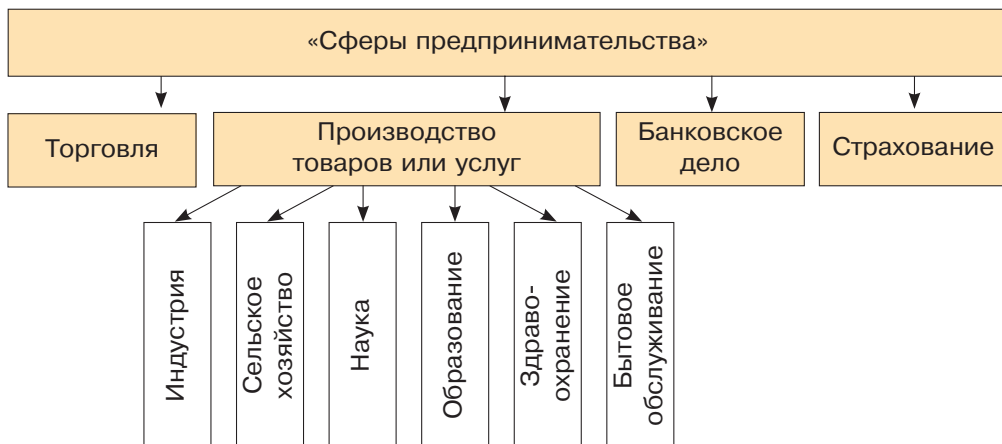 «Сферы предпринимательства»
Торговля
Производство
товаров или услуг
Банковское
дело
Страхование
Индустрия
Сельское
хозяйство
Наука
Образование
Здраво-
охранение
Бытовое
обслуживание